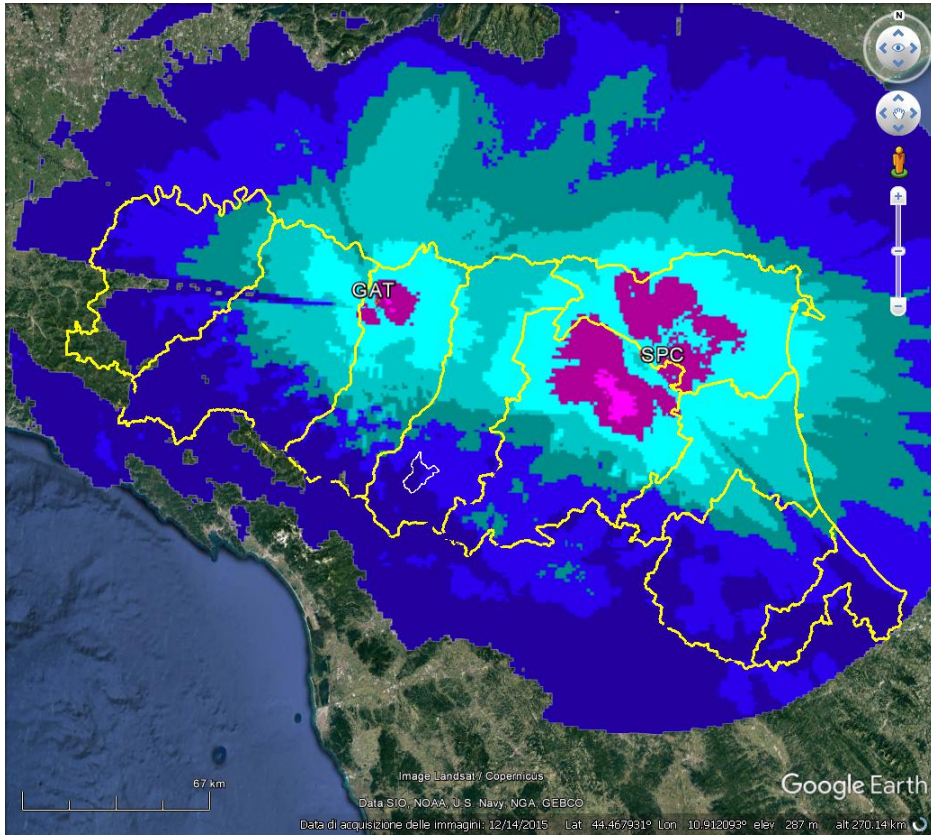 N
GAT
SPC
67 km
Image Landsat / Copernicus
Google Earth
Data SIO, NOAA, U.S. Navy, NGA, GEBCO
Data di acquisizione delle immagini: 12/14/2015 Lat 44.467931° Lon 10.912093° elev 287 m alt 270.14 km